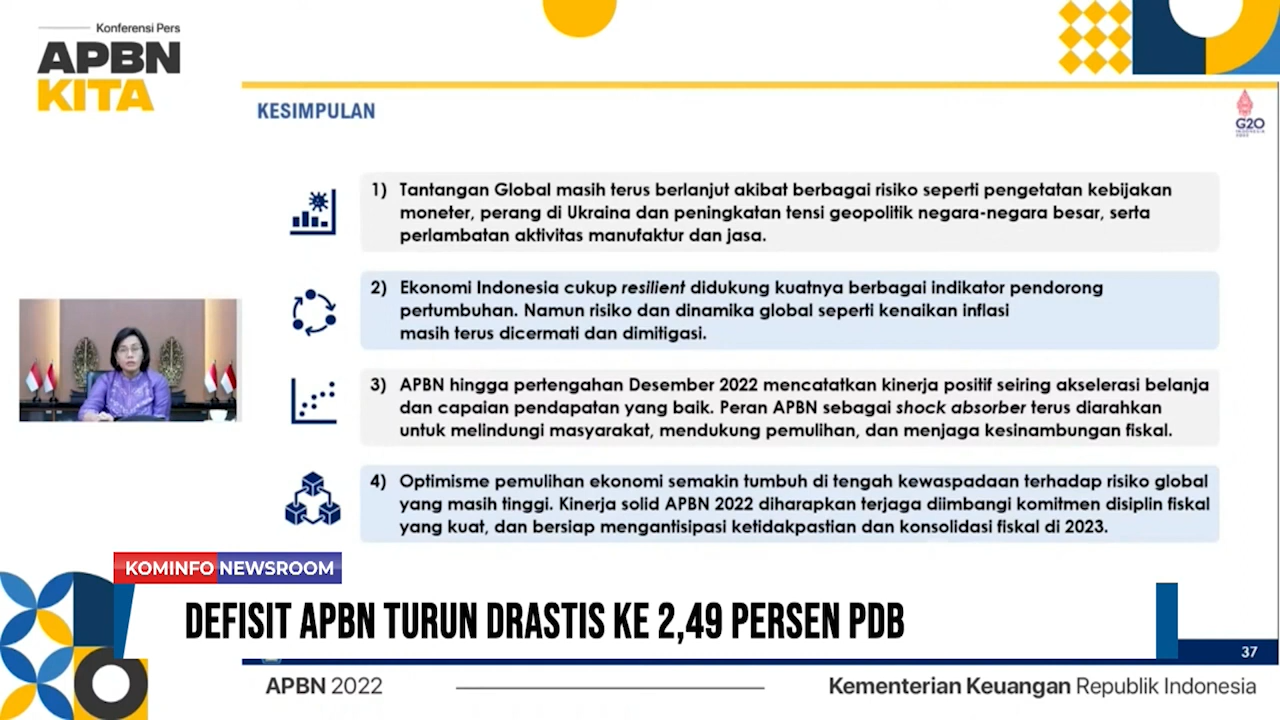 Konferensi Pers
APBN
KITA
KESIMPULAN
G20
1) Tantangan Global masih terus berlanjut akibat berbagai risiko seperti pengetatan kebijakan
moneter, perang di Ukraina dan peningkatan tensi geopolitik negara-negara besar, serta
perlambatan aktivitas manufaktur dan jasa.
2) Ekonomi Indonesia cukup resilient didukung kuatnya berbagai indikator pendorong
pertumbuhan. Namun risiko dan dinamika global seperti kenaikan inflasi
masih terus dicermati dan dimitigasi.
3) APBN hingga pertengahan Desember 2022 mencatatkan kinerja positif seiring akselerasi belanja
dan capaian pendapatan yang baik. Peran APBN sebagai shock absorber terus diarahkan
untuk melindungi masyarakat, mendukung pemulihan, dan menjaga kesinambungan fiskal.
4) Optimisme pemulihan ekonomi semakin tumbuh di tengah kewaspadaan terhadap risiko global
yang masih tinggi. Kinerja solid APBN 2022 diharapkan terjaga diimbangi komitmen disiplin fiskal
yang kuat, dan bersiap mengantisipasi ketidakpastian dan konsolidasi fiskal di 2023.
KOMINFO NEWSROOM
DEFISIT APBN TURUN DRASTIS KE 2,49 PERSEN PDB
37
APBN 2022
Kementerian Keuangan Republik Indonesia